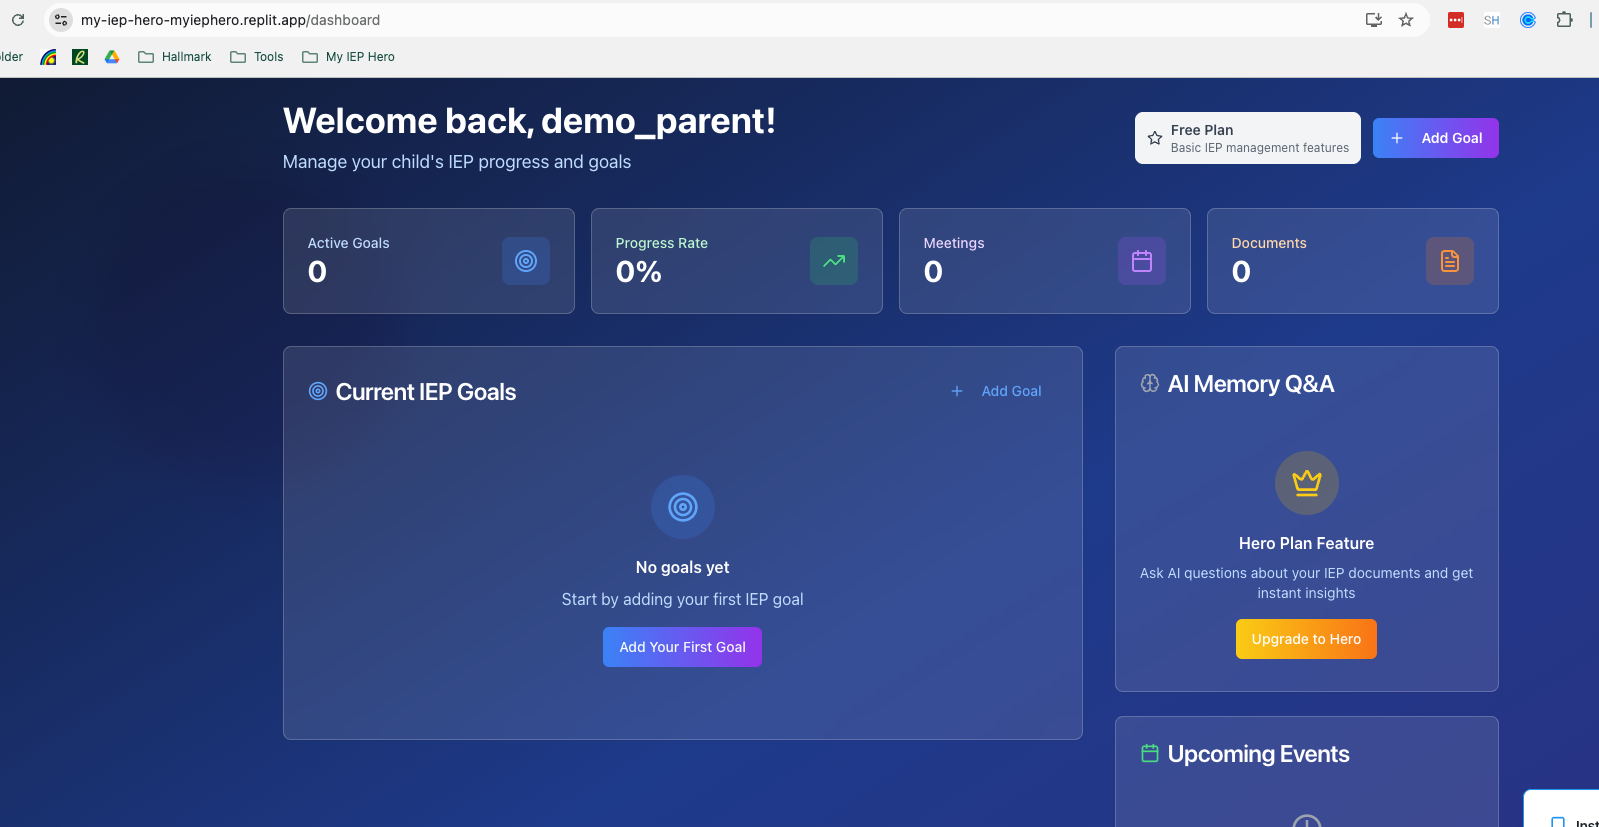 my-iep-hero-myiephero.replit.app/dashboard
SH
lder
Hallmark
Tools
My IEP Hero
Welcome back, demo_parent!
Manage your child's IEP progress and goals
Free Plan
Basic IEP management features
+ Add Goal
Active Goals
0
Progress Rate
0%
Meetings
0
Documents
0
Current IEP Goals
+ Add Goal
No goals yet
Start by adding your first IEP goal
Add Your First Goal
AI Memory Q&A
Hero Plan Feature
Ask AI questions about your IEP documents and get
instant insights
Upgrade to Hero
Upcoming Events
Inst